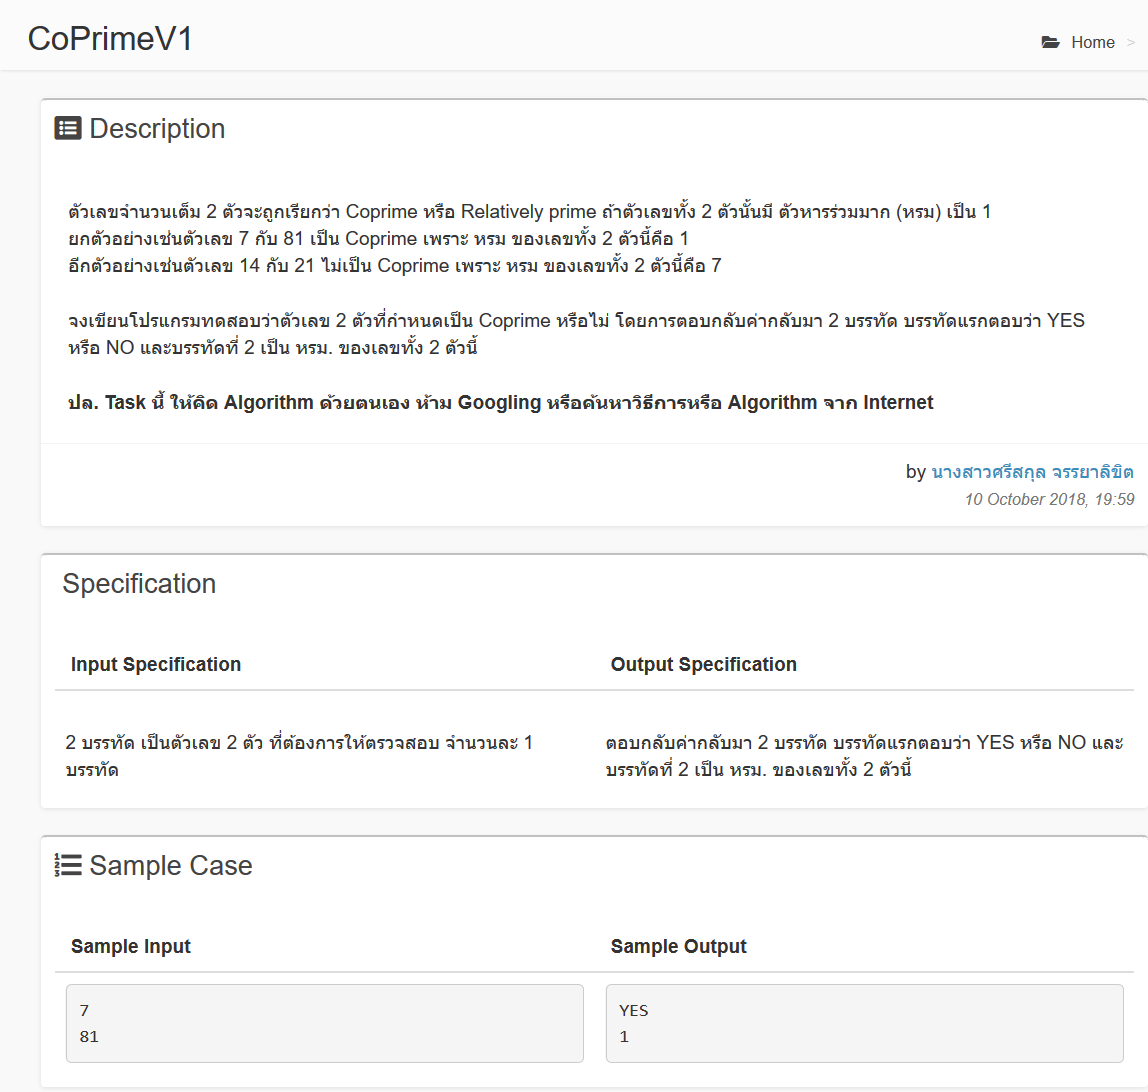 CoPrimeV1
Home >
Description
ตัวเลขจำนวนเต็ม 2 ตัวจะถูกเรียกว่า Coprime หรือ Relatively prime ถ้าตัวเลขทั้ง 2 ตัวนั้นมี ตัวหารร่วมมาก (หรม) เป็น 1
ยกตัวอย่างเช่นตัวเลข 7 กับ 81 เป็น Coprime เพราะ หรม ของเลขทั้ง 2 ตัวนี้คือ 1
อีกตัวอย่างเช่นตัวเลข 14 กับ 21 ไม่เป็น Coprime เพราะ หรม ของเลขทั้ง 2 ตัวนี้คือ 7
จงเขียนโปรแกรมทดสอบว่าตัวเลข 2 ตัวที่กำหนดเป็น Coprime หรือไม่ โดยการตอบกลับค่ากลับมา 2 บรรทัด บรรทัดแรกตอบว่า YES
หรือ NO และบรรทัดที่ 2 เป็น หรม. ของเลขทั้ง 2 ตัวนี้
ปล. Task นี้ ให้คิด Algorithm ด้วยตนเอง ห้าม Googling หรือค้นหาวิธีการหรือ Algorithm จาก Internet
by นางสาวศรีสกุล จรรยาลิขิต
10 October 2018, 19:59
Specification
Input Specification
Output Specification
2 บรรทัด เป็นตัวเลข 2 ตัว ที่ต้องการให้ตรวจสอบ จำนวนละ 1
บรรทัด
ตอบกลับค่ากลับมา 2 บรรทัด บรรทัดแรกตอบว่า YES หรือ NO และ
บรรทัดที่ 2 เป็น หรม. ของเลขทั้ง 2 ตัวนี้
Sample Case
Sample Input
Sample Output
7
81
YES
1